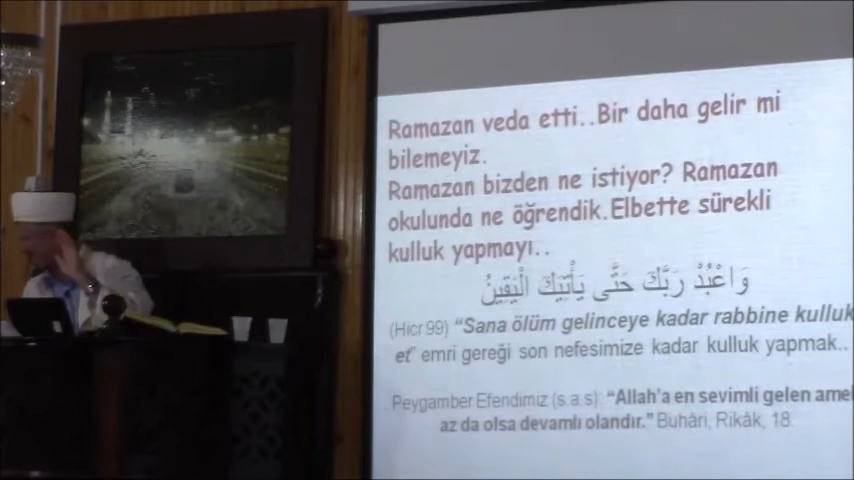 Ramazan veda etti..Bir daha gelir mi
bilemeyiz.
Ramazan bizden ne istiyor? Ramazan
okulunda ne öğrendik.Elbette sürekli
kulluk yapmayı..
وَاعْبُدْ رَبَّكَ حَتَّى يَأْتِيَكَ الْيَقِينُ
(Hicr 99) “Sana ölüm gelinceye kadar rabbine kulluk
et” emri gereği son nefesimize kadar kulluk yapmak..
Peygamber Efendimiz (s.a.s) “Allah'a en sevimli gelen amel
az da olsa devamlı olandır.” Buhâri, Rikâk, 18.